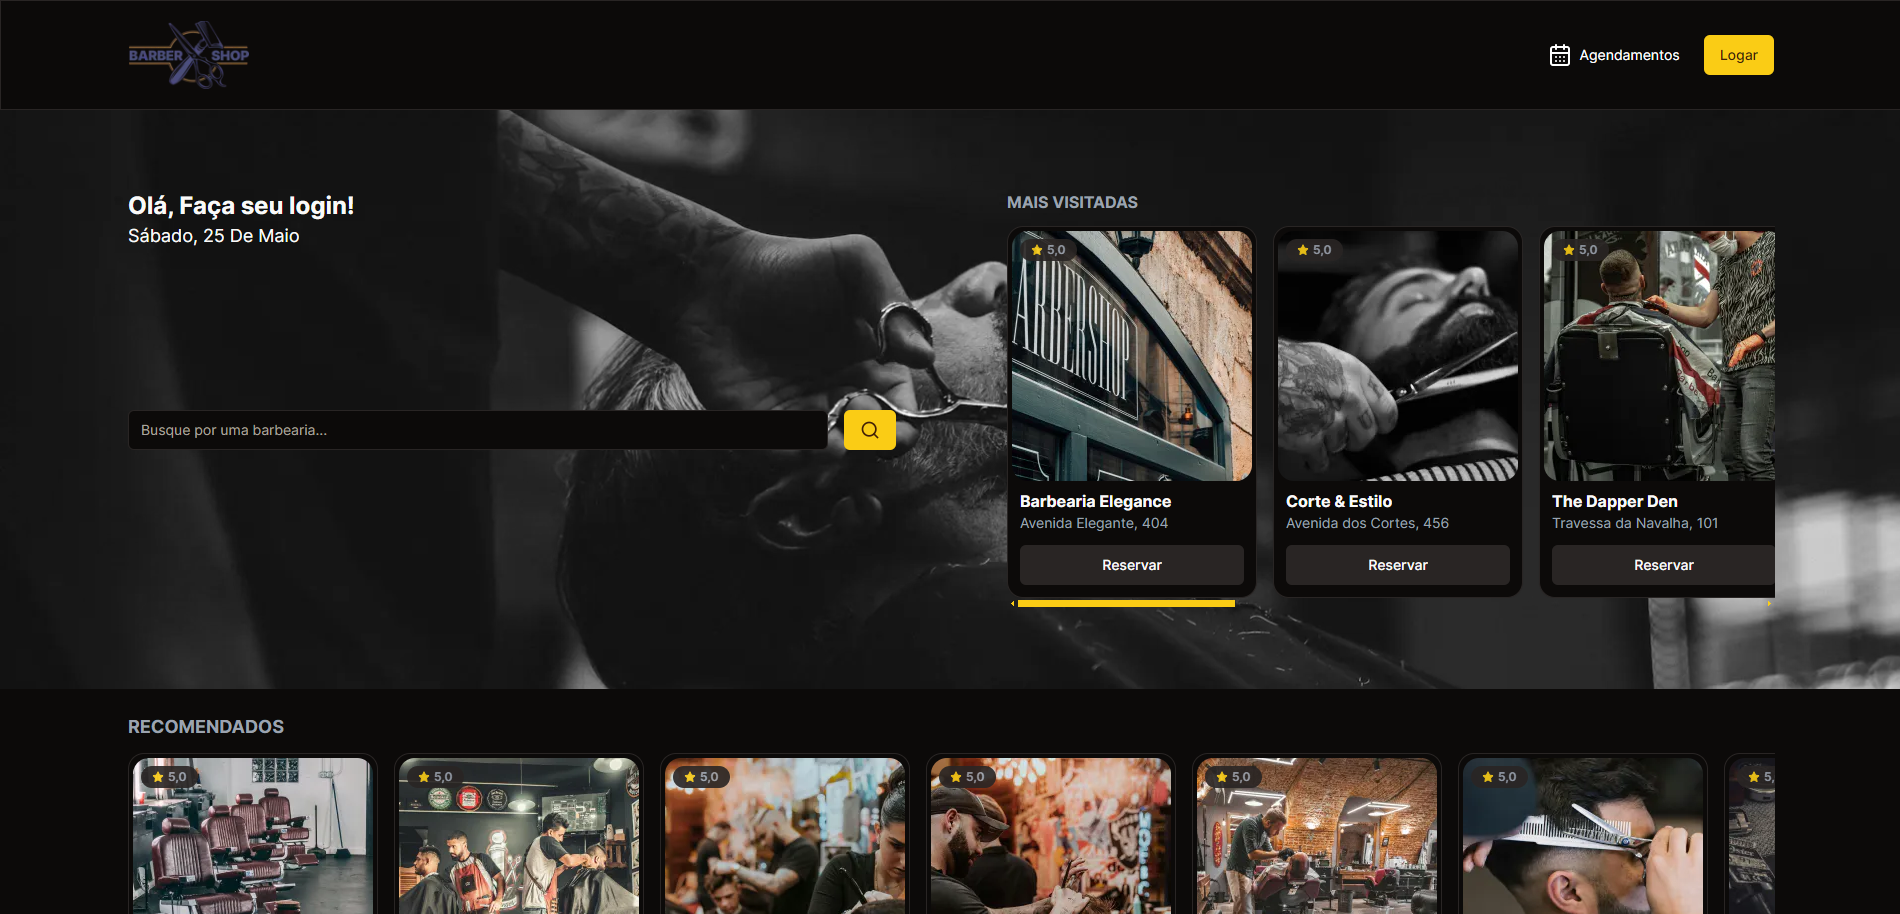 BARBER SHOP
Agendamentos
Logar
Olá, Faça seu login!
Sábado, 25 De Maio
Busque por uma barbearia...
MAIS VISITADAS
5,0
ARBERSHOP
Barbearia Elegance
Avenida Elegante, 404
Reservar
5,0
Corte & Estilo
Avenida dos Cortes, 456
Reservar
5,0
The Dapper Den
Travessa da Navalha, 101
Reservar
RECOMENDADOS
5,0
5,0
5,0
5,0
5,0
5,0
5,